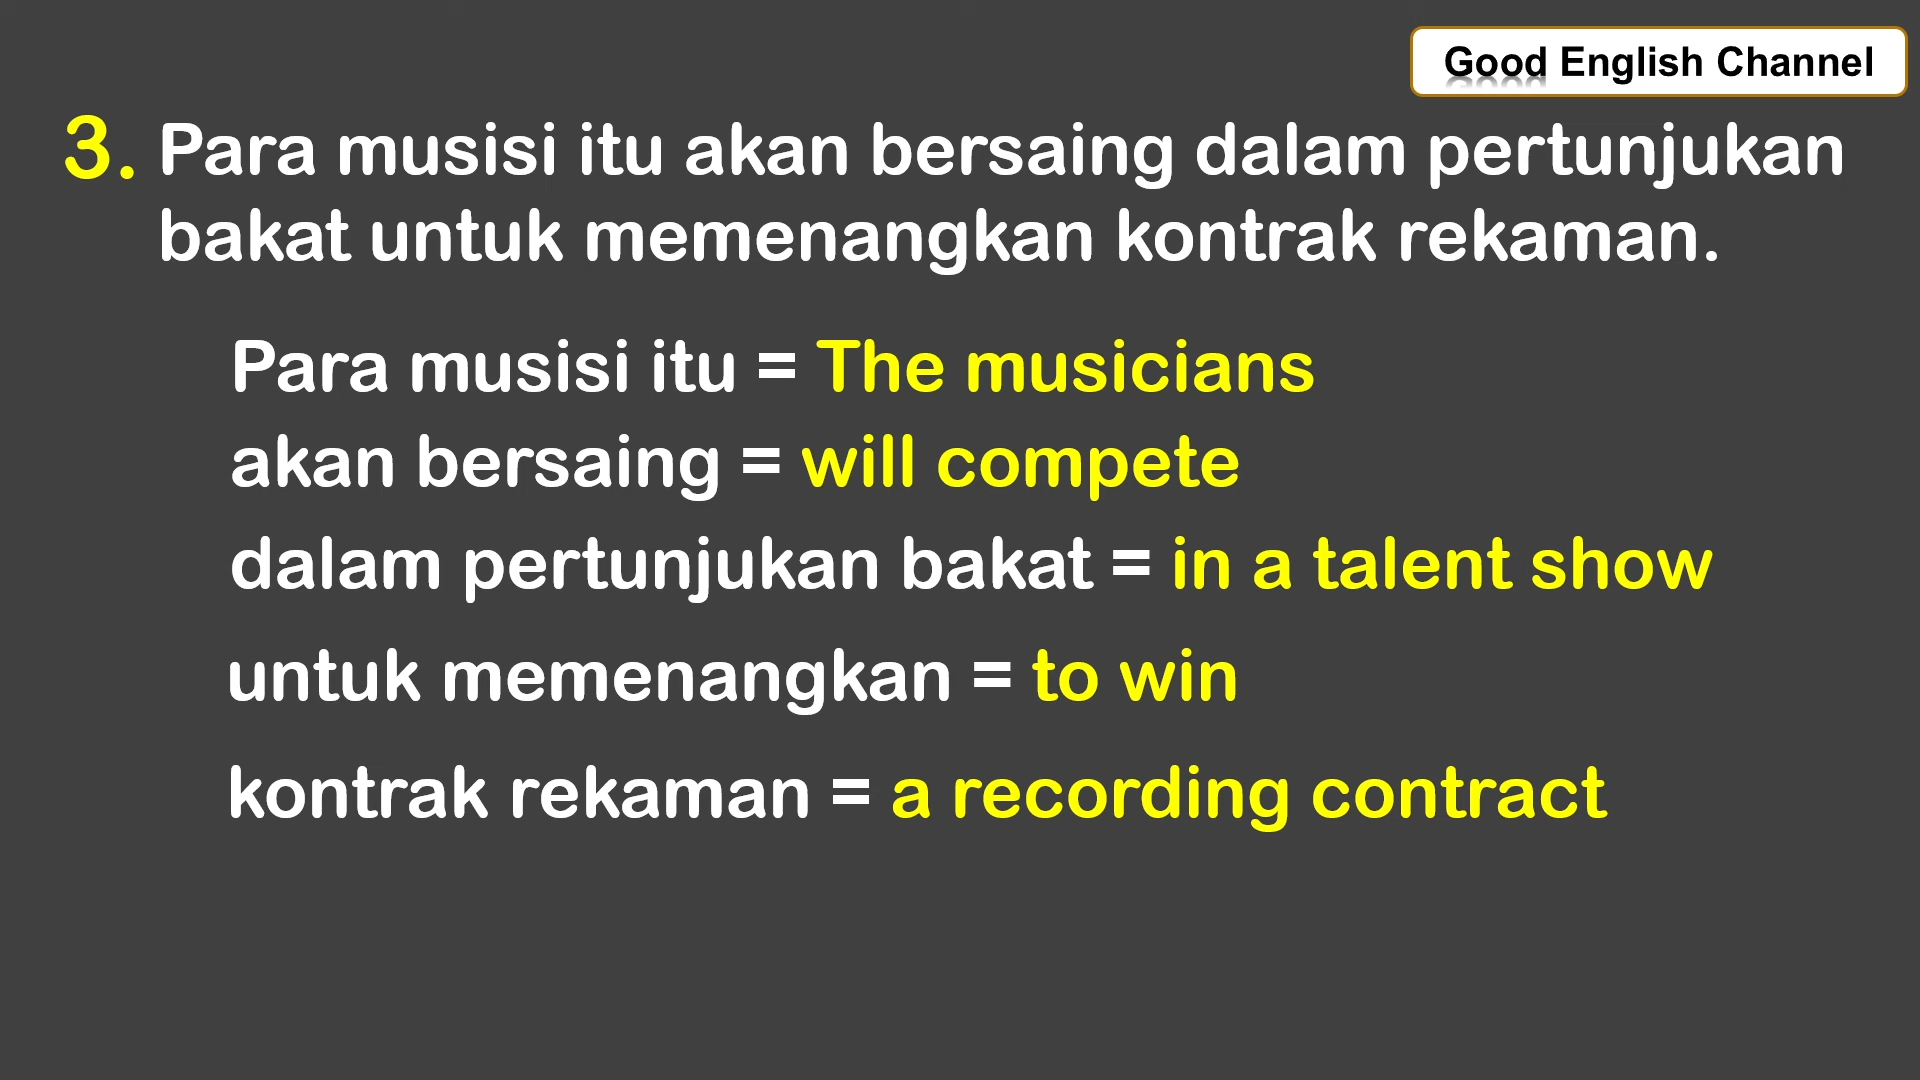 Good English Channel
3. Para musisi itu akan bersaing dalam pertunjukan
bakat untuk memenangkan kontrak rekaman.
Para musisi itu = The musicians
akan bersaing = will compete
dalam pertunjukan bakat = in a talent show
untuk memenangkan = to win
kontrak rekaman = a recording contract